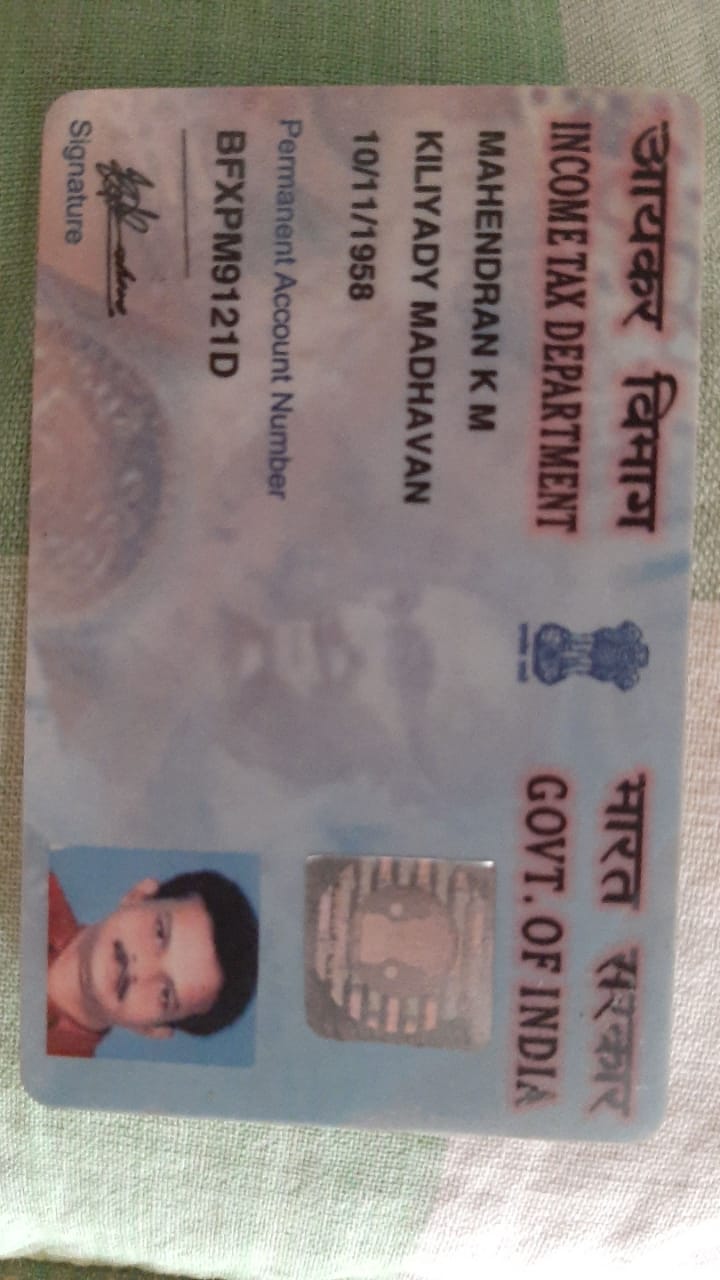 आयकर विभाग
INCOME TAX DEPARTMENT
भारत सरकार
GOVT. OF INDIA
MAHENDRAN K M
KILIYADY MADHAVAN
10/11/1958
Permanent Account Number
BFXPM9121D
Signature